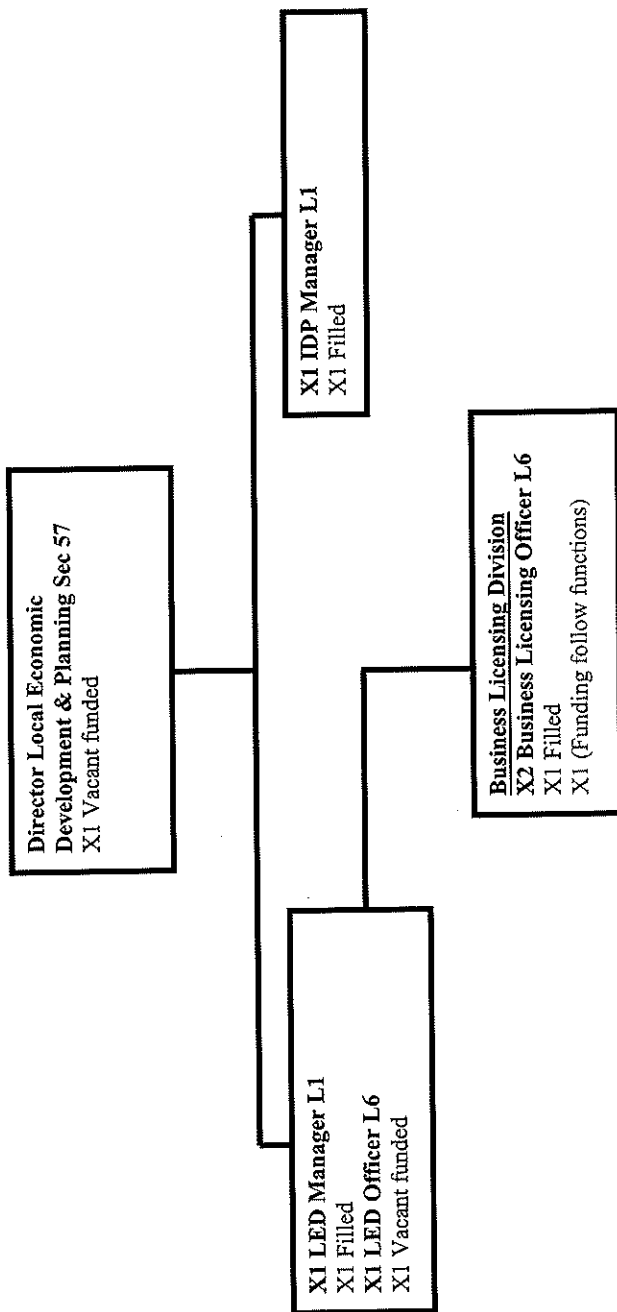 Director Local Economic
Development & Planning Sec 57
X1 Vacant funded
X1 LED Manager L1
X1 Filled
X1 LED Officer L6
X1 Vacant funded
X1 IDP Manager L1
X1 Filled
Business Licensing Division
X2 Business Licensing Officer L6
X1 Filled
X1 (Funding follow functions)